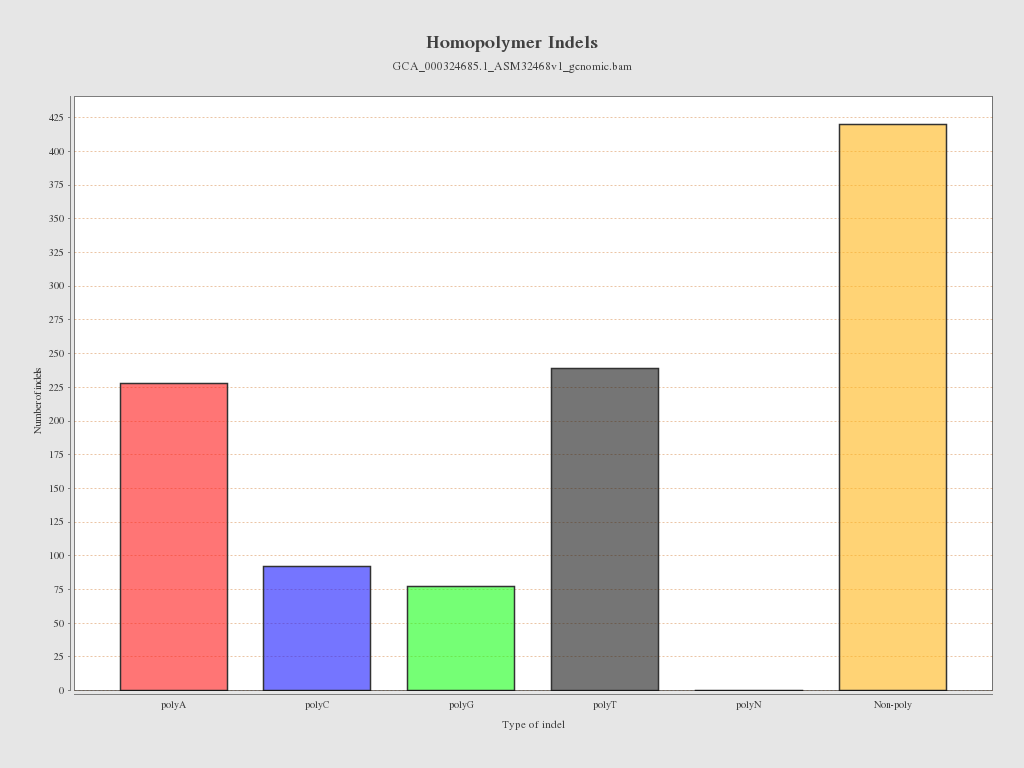 Homopolymer Indels
GCA_000324685.1_ASM32468v1_genomic.bam
425
400
375
350
325
300
275
250
225
200
175
150
125
100
75
50
25
0
Number of indels
polyA
polyC
polyG
polyT
polyN
Non-poly
Type of indel